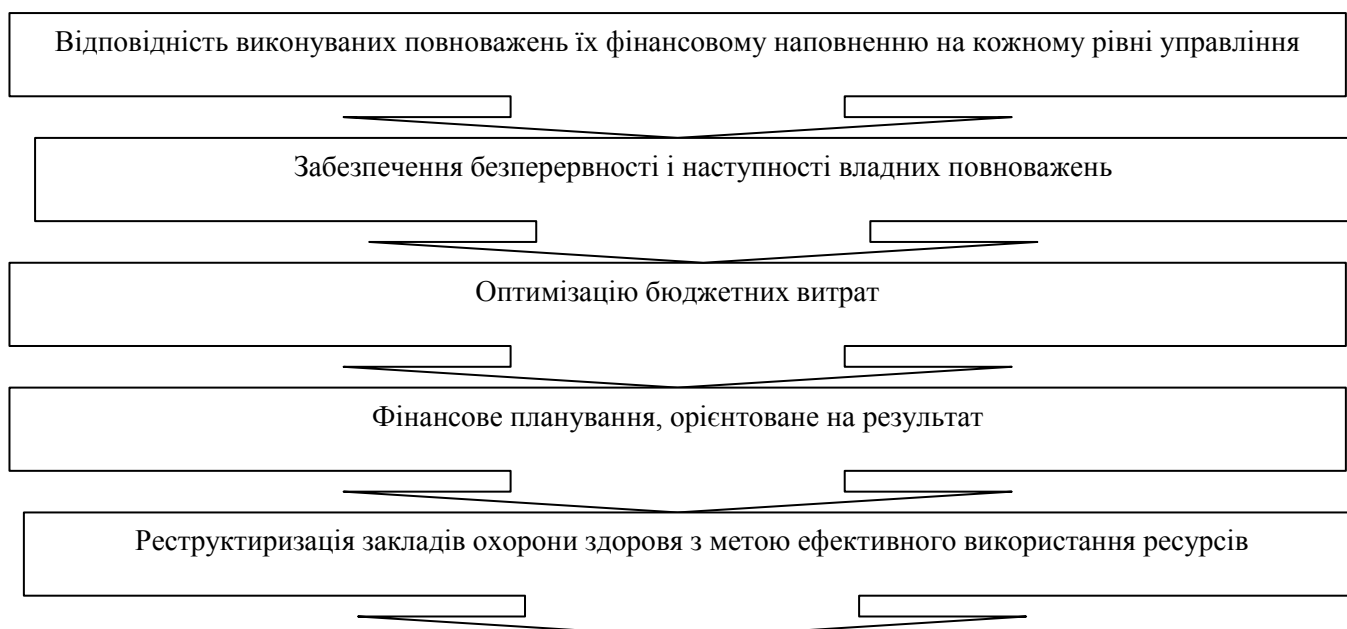 Відповідність виконуваних повноважень їх фінансовому наповненню на кожному рівні управління
Забезпечення безперервності і наступності владних повноважень
Оптимізацію бюджетних витрат
Фінансове планування, орієнтоване на результат
Реструктиризація закладів охорони здоровя з метою ефективного використання ресурсів